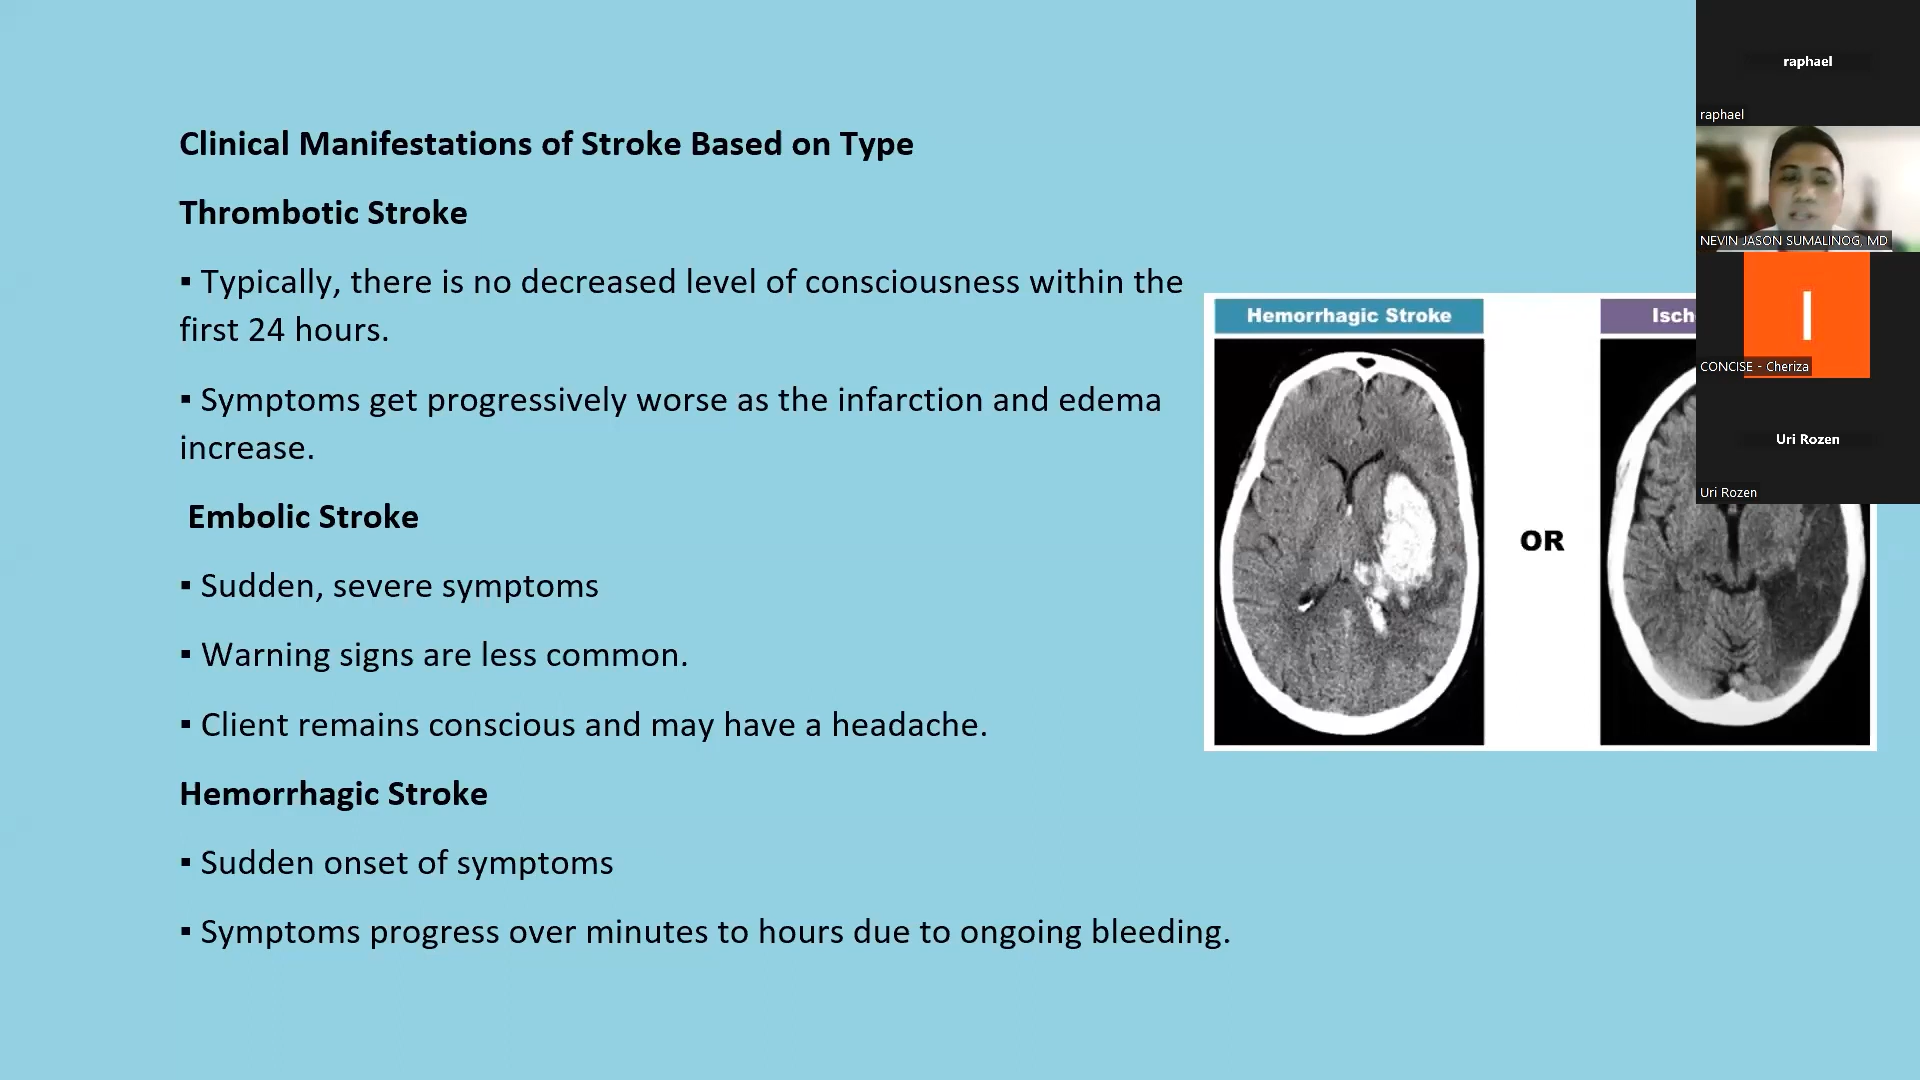 Clinical Manifestations of Stroke Based on Type
Thrombotic Stroke
▪ Typically, there is no decreased level of consciousness within the
first 24 hours.
▪ Symptoms get progressively worse as the infarction and edema
increase.
Embolic Stroke
▪ Sudden, severe symptoms
▪ Warning signs are less common.
▪ Client remains conscious and may have a headache.
Hemorrhagic Stroke
▪ Sudden onset of symptoms
▪ Symptoms progress over minutes to hours due to ongoing bleeding.
Hemorrhagic Stroke
OR
Isch
raphael
raphael
NEVIN JASON SUMALINOG, MD
I
CONCISE - Cheriza
Uri Rozen
Uri Rozen